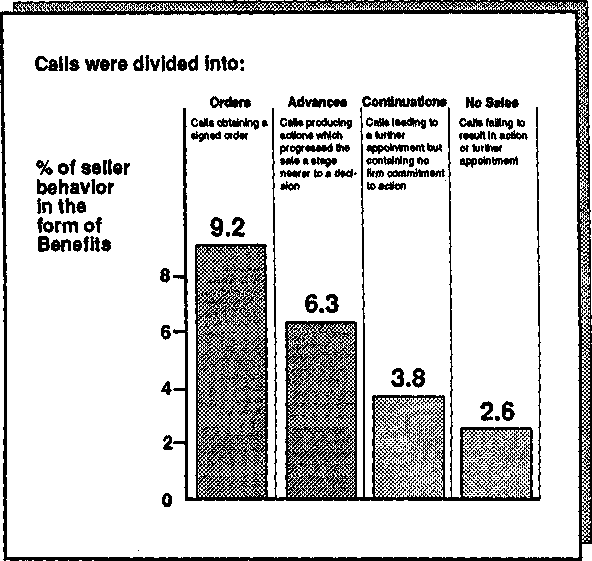 Calls were divided into:
Orders
Calls obtaining a
signed order
Advances
Calls producing
actions which
progressed the
sale a stage
nearer to a deci-
sion
Continuations
Calls leading to
a further
appointment but
containing no
firm commitment
to action
No Sales
Calls failing to
result in action
or further
appointment
% of seller
behavior
in the
form of
Benefits
9.2
6.3
3.8
2.6
8
6
4
2
0